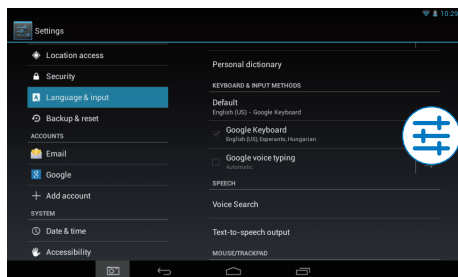 10:29
Settings
Location access
Security
Language & input
Backup & reset
ACCOUNTS
Email
Google
Add account
SYSTEM
Date & time
Accessibility
Personal dictionary
KEYBOARD & INPUT METHODS
Default
English (US) - Google Keyboard
Google Keyboard
English (US), Esperanto, Hungarian
Google voice typing
Automatic
SPEECH
Voice Search
Text-to-speech output
MOUSE/TRACKPAD